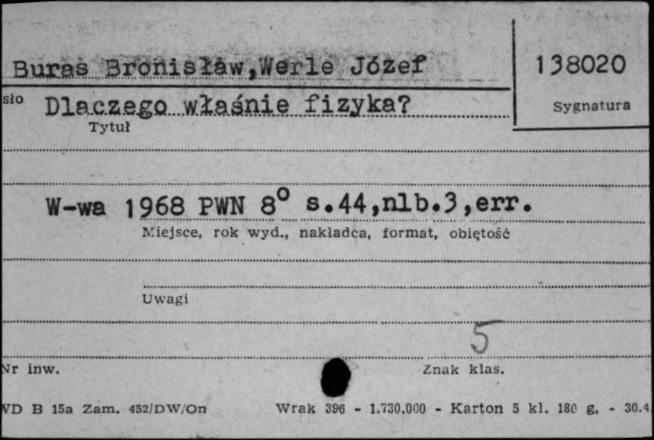 Buras Bronisław,Werle Józef
138020
sło Dlaczego właśnie fizyka?
Sygnatura
Tytuł
W-wa 1968 PWN 8° s.44,nlb.3,err.
Miejsce, rok wyd., nakładca, format, objętość
Uwagi
5
Nr inw.
Znak klas.
WD B 15a Zam. 452/DW/On Wrak 396 - 1.730.000 - Karton 5 kl. 180 g. - 30.4